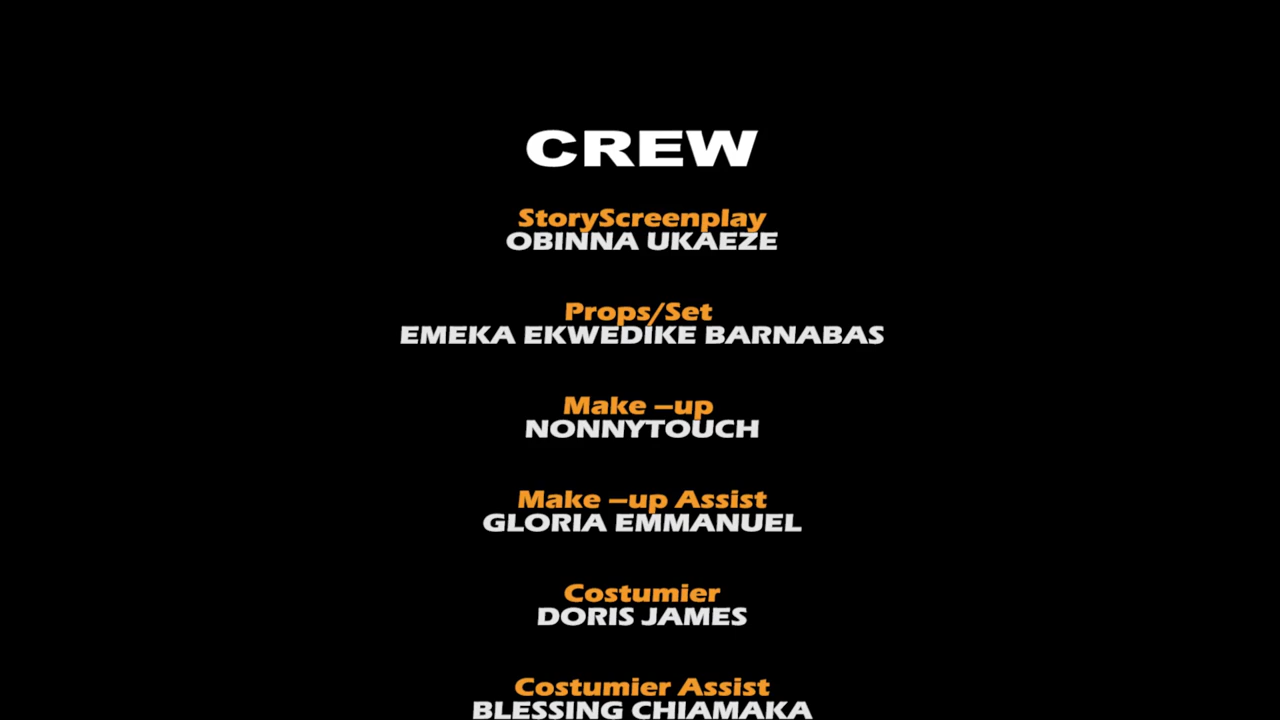 CREW
StoryScreenplay
OBINNA UKAEZE
Props/Set
EMEKA EKWEDIKE BARNABAS
Make –up
NONNYTOUCH
Make –up Assist
GLORIA EMMANUEL
Costumier
DORIS JAMES
Costumier Assist
BLESSING CHIAMAKA